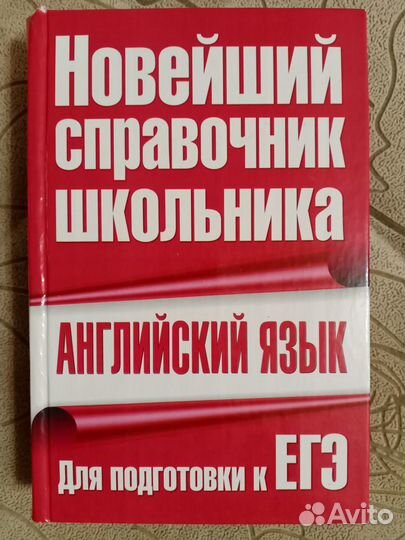 Новейший
справочник
школьника
АНГЛИЙСКИЙ ЯЗЫК
Для подготовки к ЕГЭ
Avito